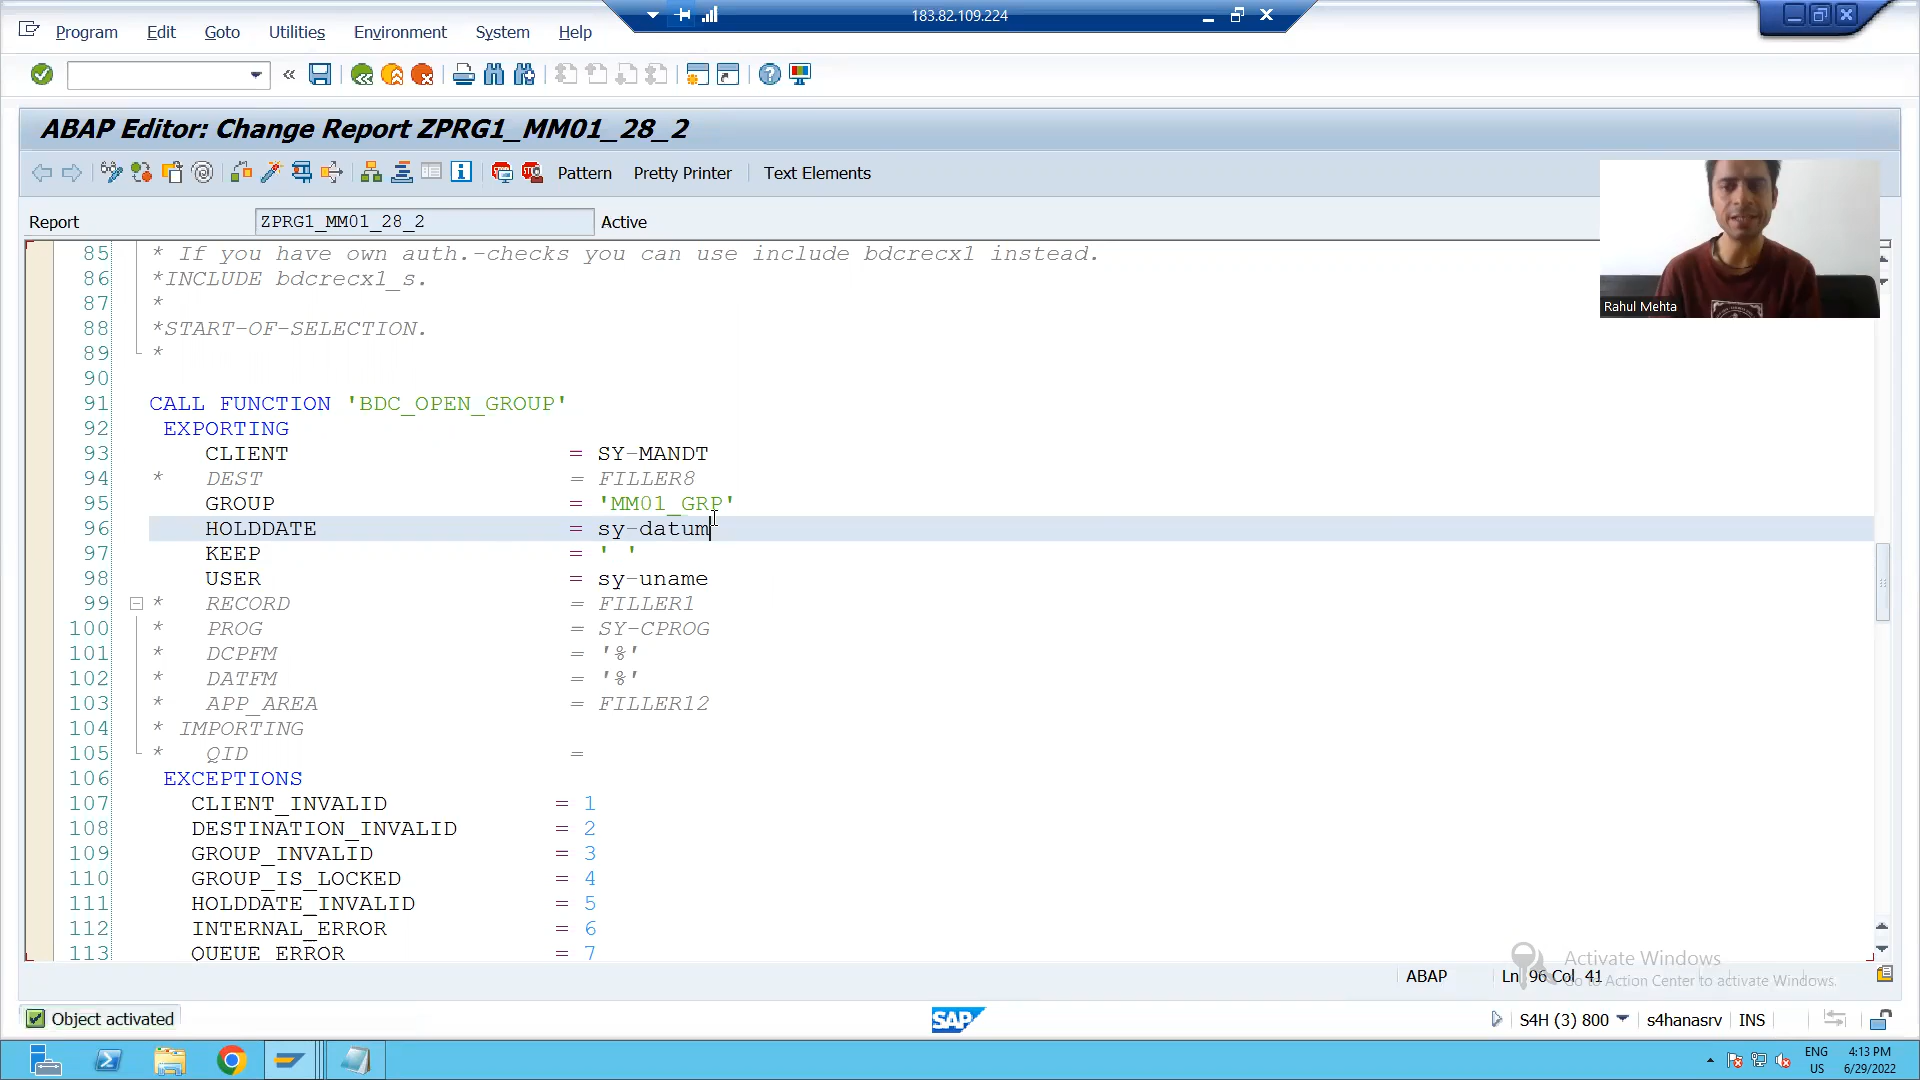 183.82.109.224
Program Edit Goto Utilities Environment System Help
ABAP Editor: Change Report ZPRG1_MM01_28_2
Pattern Pretty Printer Text Elements
Report ZPRG1_MM01_28_2 Active
Rahul Mehta
85 * If you have own auth.-checks you can use include bdcrecx1 instead.
86 *INCLUDE bdcrecx1_s.
87 *
88 *START-OF-SELECTION.
89 *
90
91 CALL FUNCTION 'BDC_OPEN_GROUP'
92 EXPORTING
93 CLIENT = SY-MANDT
94 * DEST = FILLER8
95 GROUP = 'MM01_GRP'
96 HOLDDATE = sy-datum
97 KEEP = ' '
98 USER = sy-uname
99 * RECORD = FILLER1
100 * PROG = SY-CPROG
101 * DCPFM = '%'
102 * DATFM = '%'
103 * APP_AREA = FILLER12
104 * IMPORTING
105 * QID =
106 EXCEPTIONS
107 CLIENT_INVALID = 1
108 DESTINATION_INVALID = 2
109 GROUP_INVALID = 3
110 GROUP_IS_LOCKED = 4
111 HOLDDATE_INVALID = 5
112 INTERNAL_ERROR = 6
113 QUEUE_ERROR = 7
Activate Windows
Go to Action Center to activate Windows.
ABAP Ln 96 Col 41
Object activated
SAP
S4H (3) 800 s4hanasrv INS
ENG
US
4:13 PM
6/29/2022